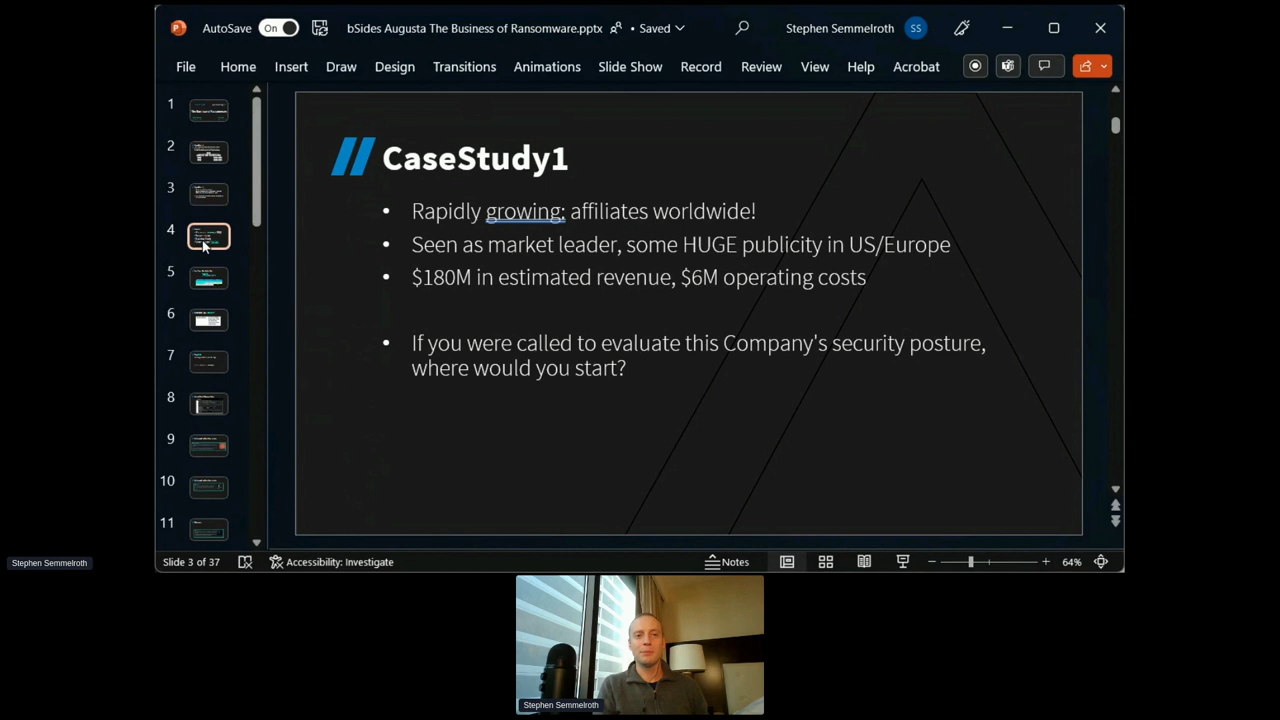 AutoSave On bSides Augusta The Business of Ransomware.pptx • Saved Stephen Semmelroth SS
File Home Insert Draw Design Transitions Animations Slide Show Record Review View Help Acrobat
1
2
3
4
5
6
7
8
9
10
11
CaseStudy1
• Rapidly growing: affiliates worldwide!
• Seen as market leader, some HUGE publicity in US/Europe
• $180M in estimated revenue, $6M operating costs
• If you were called to evaluate this Company's security posture,
where would you start?
Slide 3 of 37 Accessibility: Investigate Notes 64%
Stephen Semmelroth
Stephen Semmelroth